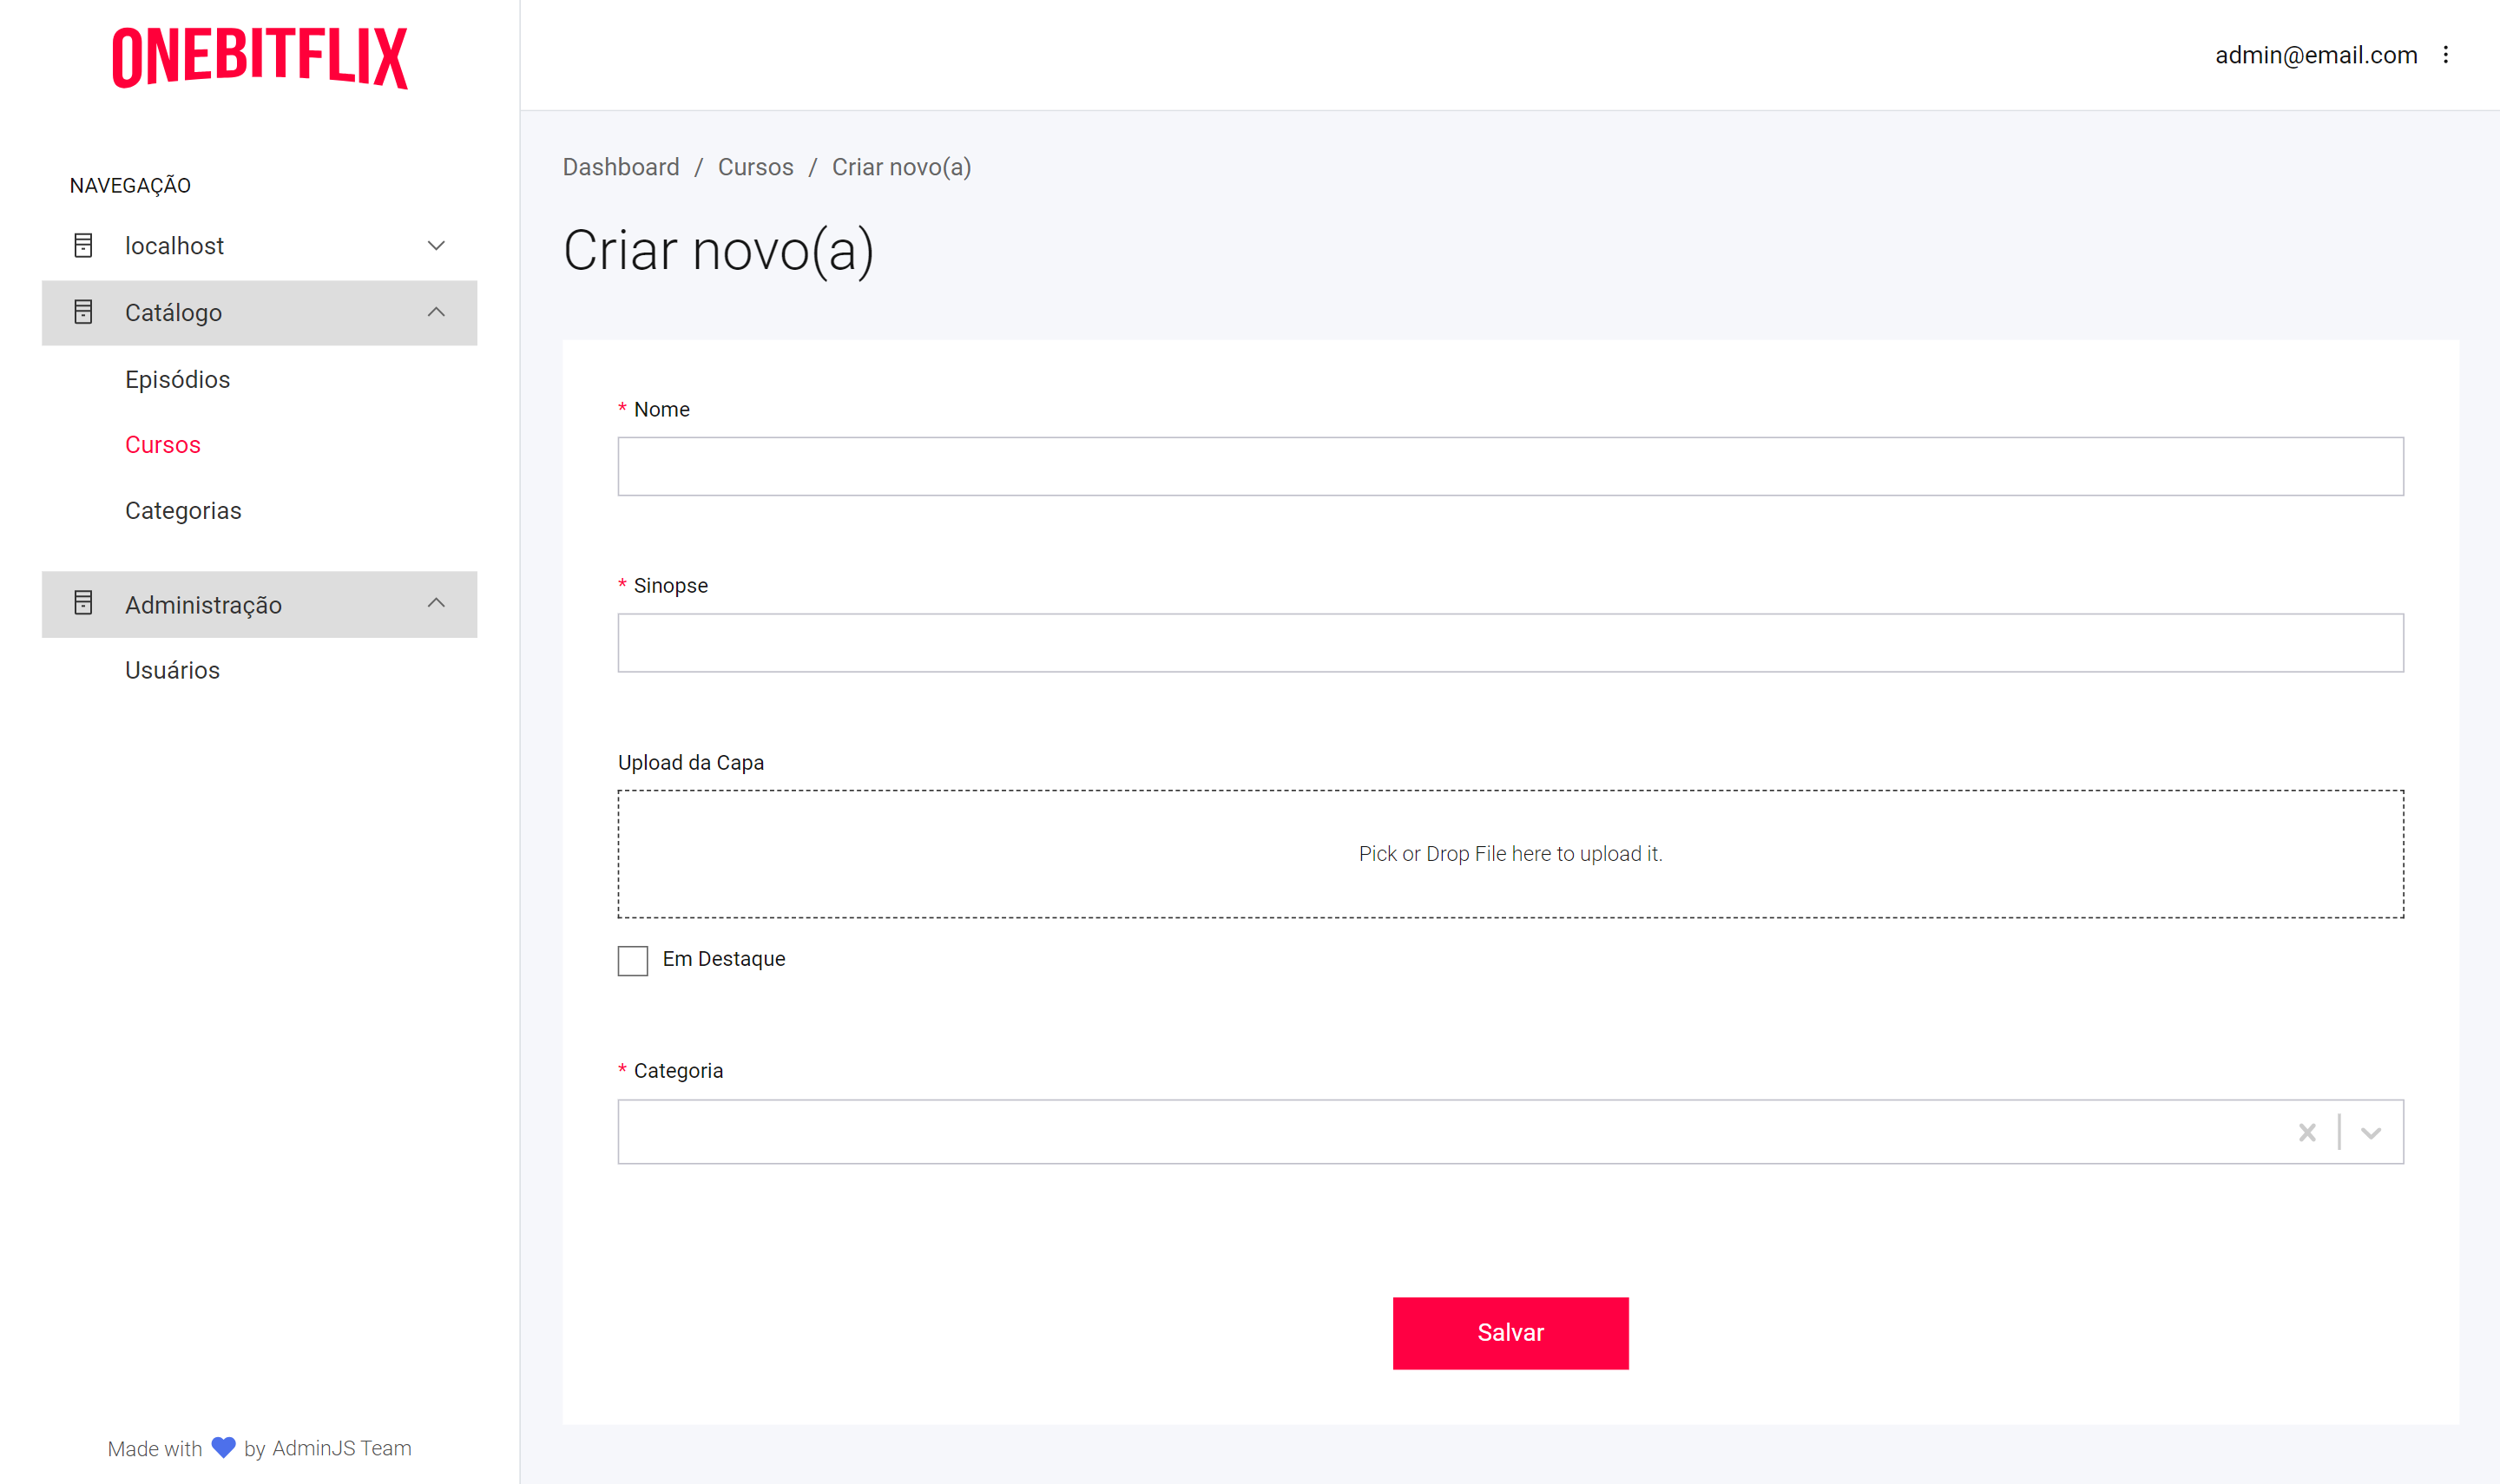 ONEBITFLIX
admin@email.com
NAVEGAÇÃO
localhost
Catálogo
Episódios
Cursos
Categorias
Administração
Usuários
Made with by AdminJS Team
Dashboard / Cursos / Criar novo(a)
Criar novo(a)
* Nome
* Sinopse
Upload da Capa
Pick or Drop File here to upload it.
Em Destaque
* Categoria
Salvar